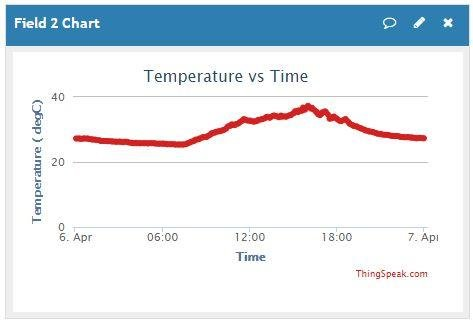 Field 2 Chart
Temperature vs Time
Temperature ( degC)
40
20
0
6. Apr 06:00 12:00 18:00 7. Apr
Time
ThingSpeak.com